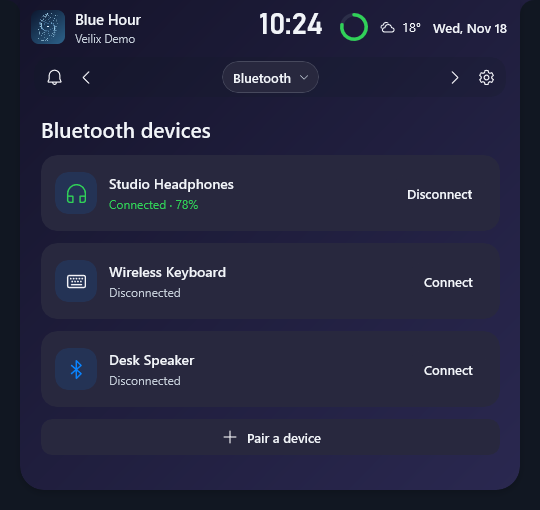 Blue Hour
Veilix Demo
10:24
18°
Wed, Nov 18
Bluetooth
Bluetooth devices
Studio Headphones
Connected · 78%
Disconnect
Wireless Keyboard
Disconnected
Connect
Desk Speaker
Disconnected
Connect
Pair a device